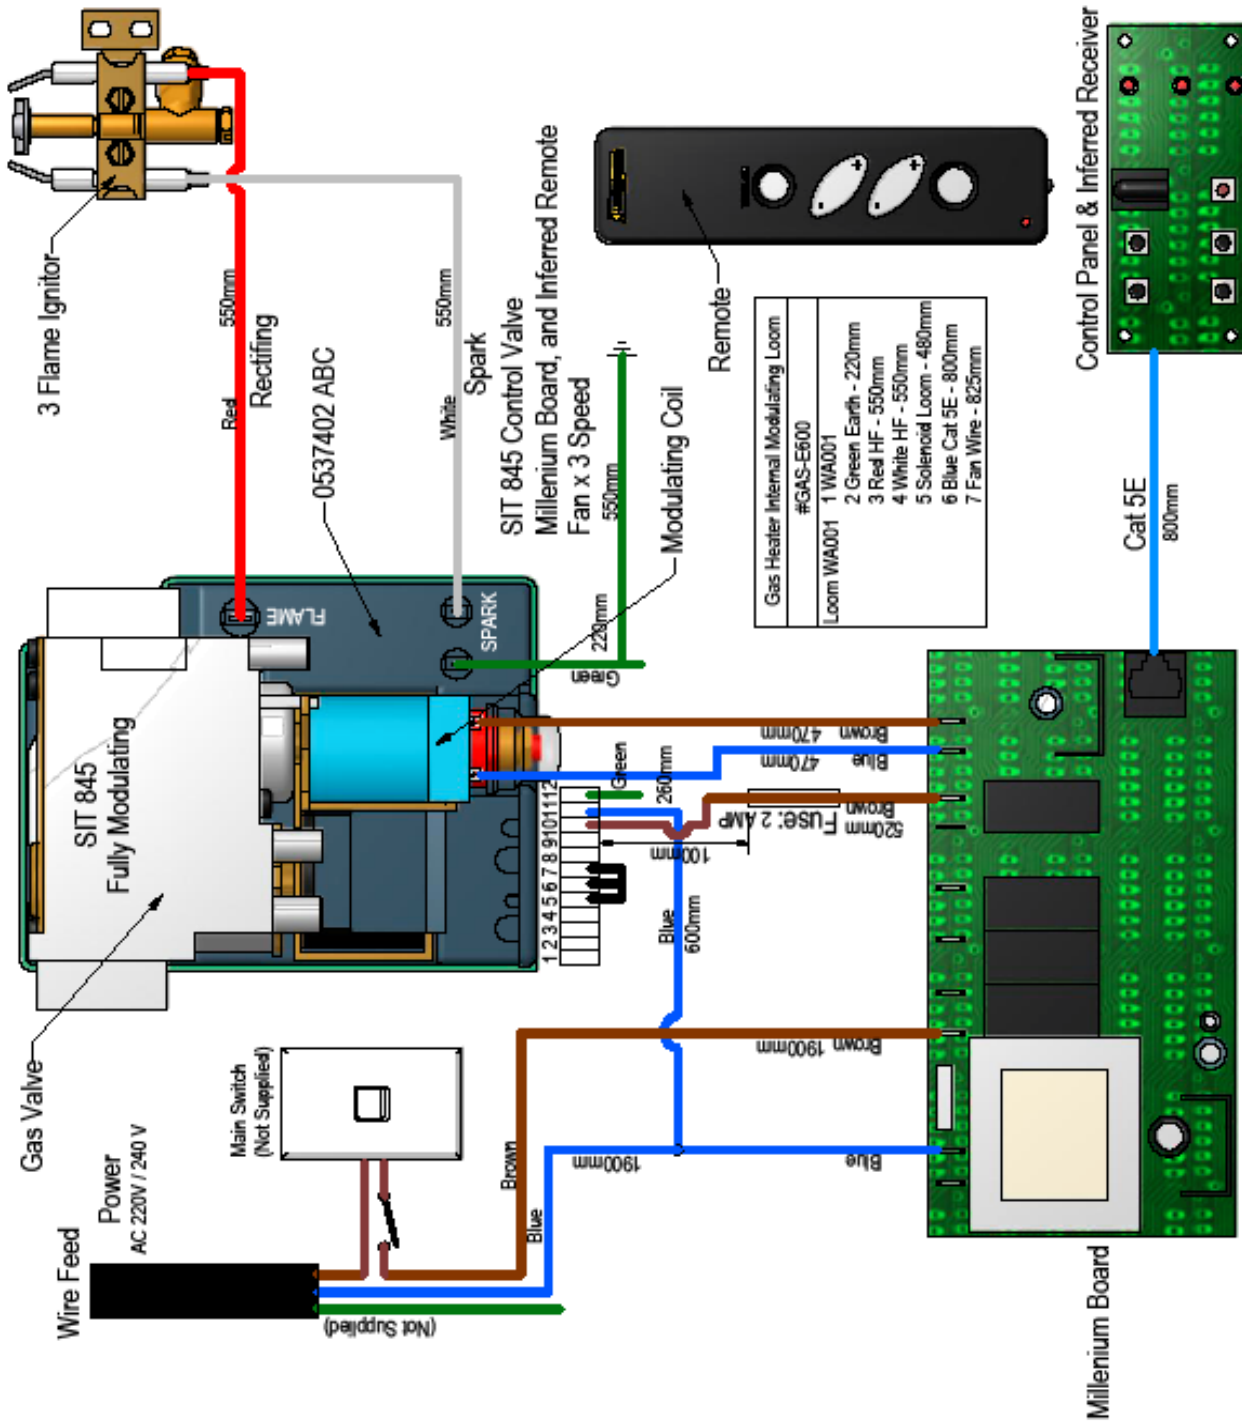 Wire Feed
Power
AC 220V / 240 V
(Not Supplied)
Main Switch
(Not Supplied)
Gas Valve
SIT 845
Fully Modulating
3 Flame Ignitor
Red
550mm
Rectifing
White
550mm
Spark
0537402 ABC
FLAME
SPARK
SIT 845 Control Valve
Millenium Board, and Inferred Remote
Fan x 3 Speed
550mm
220mm
Green
Modulating Coil
Remote
1 2 3 4 5 6 7 8 9 10 11 12
Green
260mm
Blue
600mm
100mm
Fuse: 2 AMP
Brown
520mm
Blue
470mm
Brown
470mm
Brown
Brown 1900mm
Blue
1900mm
Blue
Gas Heater Internal Modulating Loom
#GAS-E600
Loom WA001
1 WA001
2 Green Earth - 220mm
3 Red HF - 550mm
4 White HF - 550mm
5 Solenoid Loom - 480mm
6 Blue Cat 5E - 800mm
7 Fan Wire - 825mm
Cat 5E
800mm
Control Panel & Inferred Receiver
Millenium Board